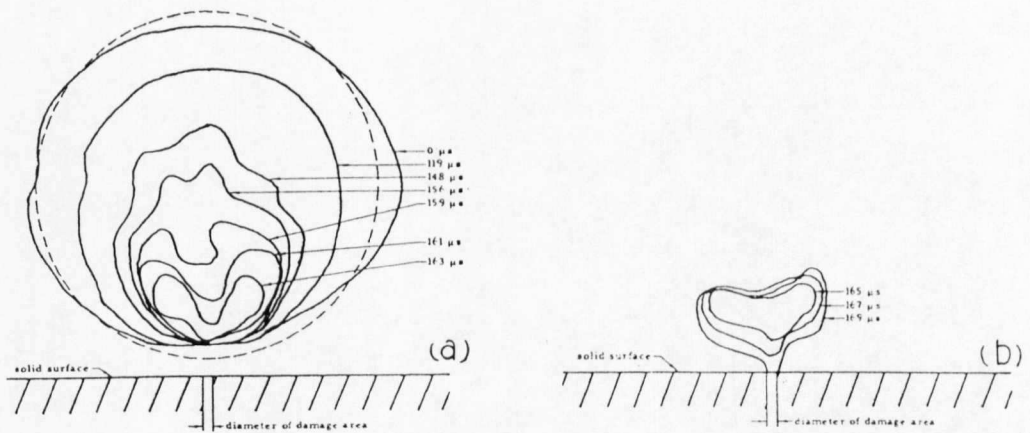 0 μs
119 μs
148 μs
156 μs
159 μs
161 μs
163 μs
(a)
solid surface
diameter of damage area
165 μs
167 μs
169 μs
(b)
solid surface
diameter of damage area